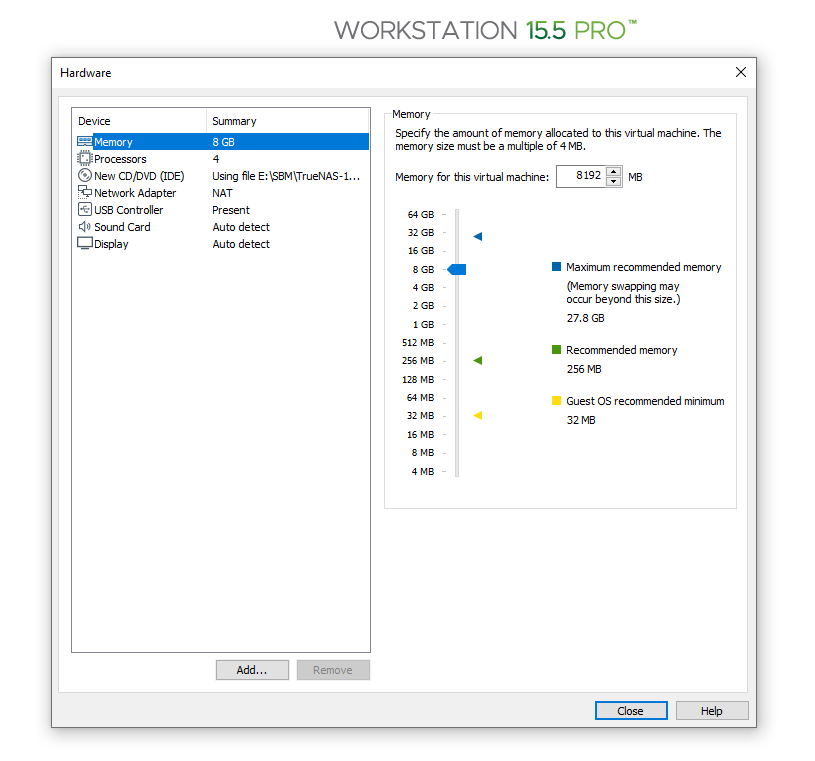 WORKSTATION 15.5 PRO™
Hardware
Device Summary
Memory 8 GB
Processors 4
New CD/DVD (IDE) Using file E:\SBM\TrueNAS-1...
Network Adapter NAT
USB Controller Present
Sound Card Auto detect
Display Auto detect
Add...
Remove
Memory
Specify the amount of memory allocated to this virtual machine. The
memory size must be a multiple of 4 MB.
Memory for this virtual machine: 8192 MB
64 GB
32 GB
16 GB
8 GB
4 GB
2 GB
1 GB
512 MB
256 MB
128 MB
64 MB
32 MB
16 MB
8 MB
4 MB
Maximum recommended memory
(Memory swapping may
occur beyond this size.)
27.8 GB
Recommended memory
256 MB
Guest OS recommended minimum
32 MB
Close
Help